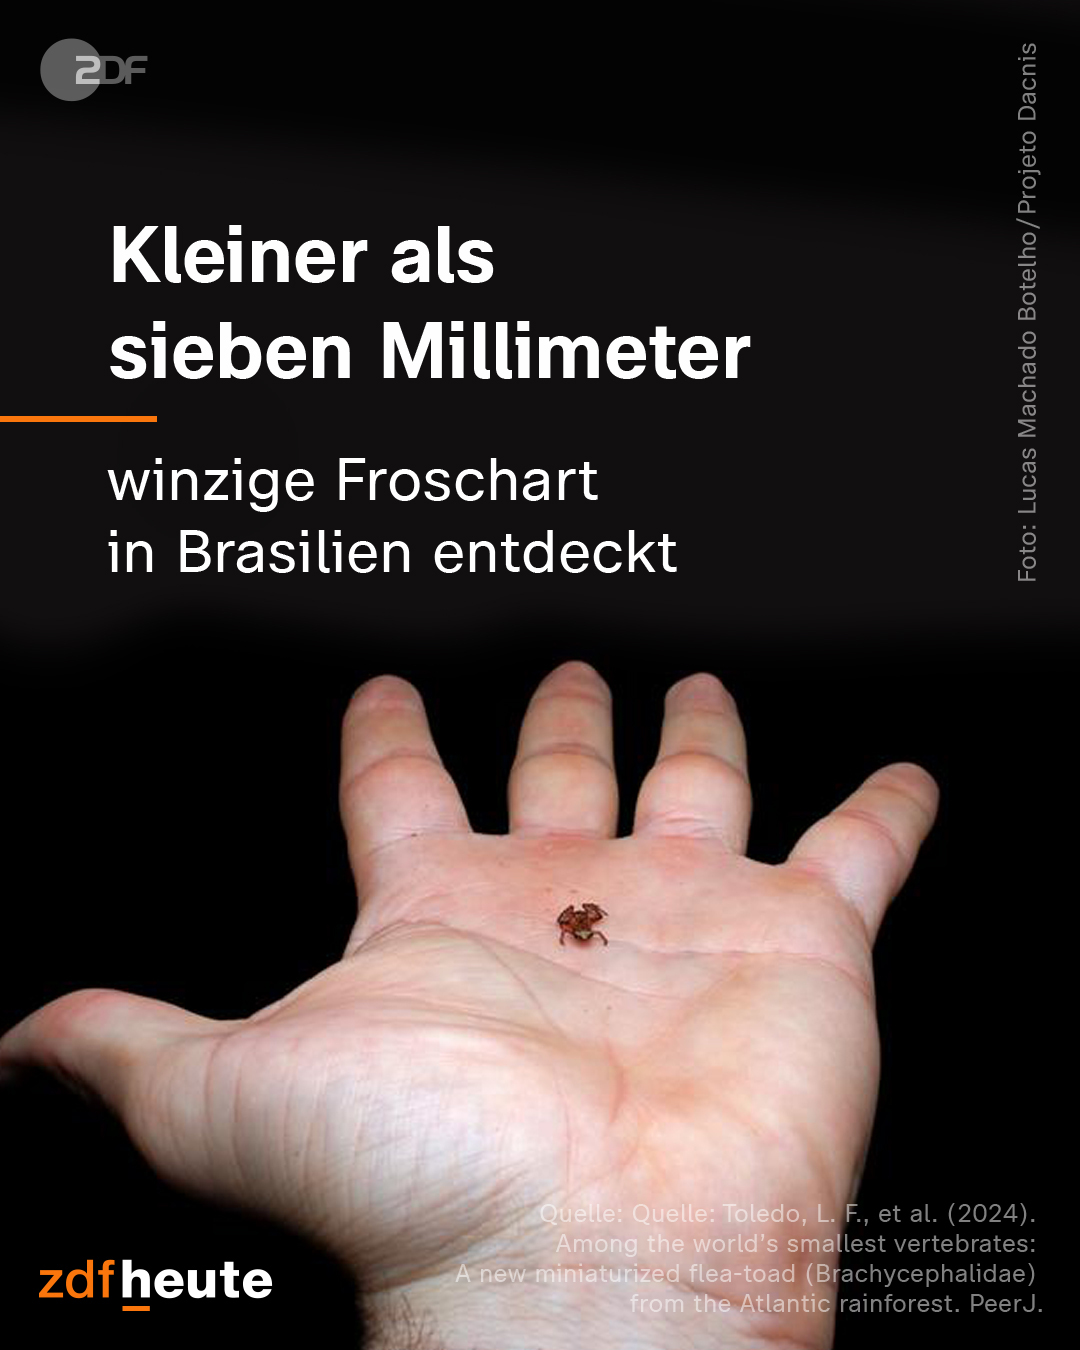 ZDF
Foto: Lucas Machado Botelho/Projeto Dacnis
Kleiner als
sieben Millimeter
winzige Froschart
in Brasilien entdeckt
Quelle: Quelle: Toledo, L. F., et al. (2024).
Among the world's smallest vertebrates:
A new miniaturized flea-toad (Brachycephalidae)
from the Atlantic rainforest. PeerJ.
zdfheute